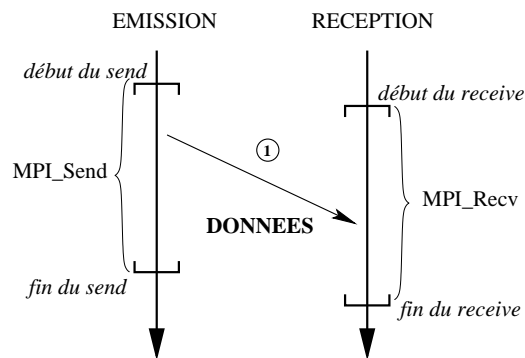 EMISSION
RECEPTION
début du send
début du receive
1
MPI_Send
MPI_Recv
DONNEES
fin du send
fin du receive